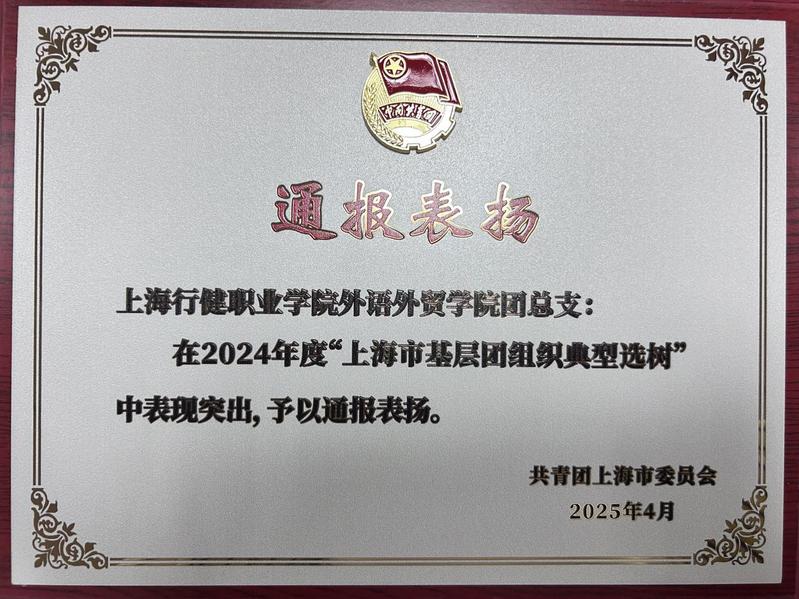 通报表扬
上海行健职业学院外语外贸学院团总支：
在2024年度“上海市基层团组织典型选树”
中表现突出，予以通报表扬。
共青团上海市委员会
2025年4月